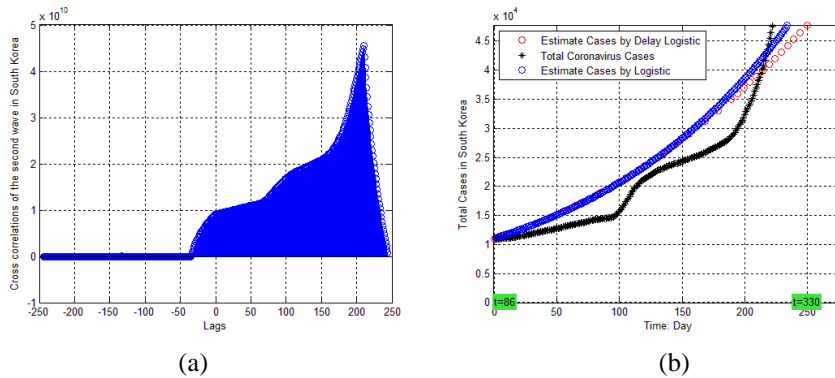 x 10^10
5
4
3
2
1
0
-1
-250 -200 -150 -100 -50 0 50 100 150 200 250
Cross correlations of the second wave in South Korea
Lags
(a)
x 10^4
4.5
4
3.5
3
2.5
2
1.5
1
0.5
0
0 50 100 150 200 250
Total Cases in South Korea
Time: Day
Estimate Cases by Delay Logistic
Total Coronavirus Cases
Estimate Cases by Logistic
t=86
t=330
(b)